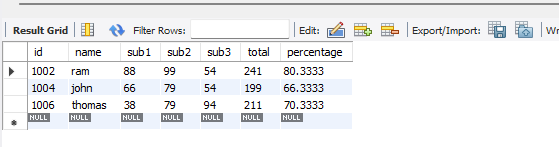 Result Grid Filter Rows: Edit: Export/Import: Wr
id name sub1 sub2 sub3 total percentage
1002 ram 88 99 54 241 80.3333
1004 john 66 79 54 199 66.3333
1006 thomas 38 79 94 211 70.3333
NULL NULL NULL NULL NULL NULL NULL